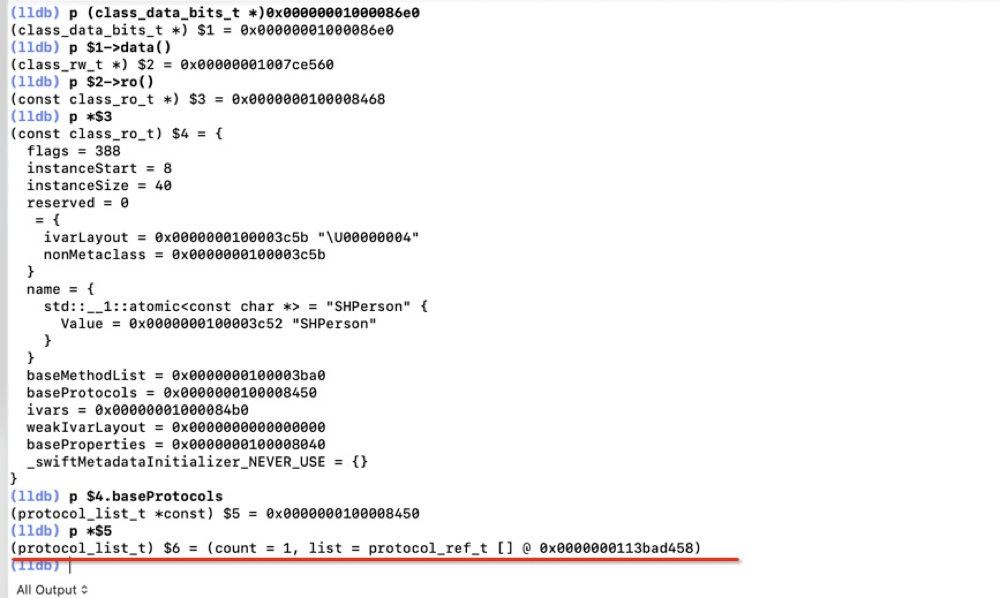 (lldb) p (class_data_bits_t *)0x00000001000086e0
(class_data_bits_t *) $1 = 0x00000001000086e0
(lldb) p $1->data()
(class_rw_t *) $2 = 0x00000001007ce560
(lldb) p $2->ro()
(const class_ro_t *) $3 = 0x0000000100008468
(lldb) p *$3
(const class_ro_t) $4 = {
  flags = 388
  instanceStart = 8
  instanceSize = 40
  reserved = 0
   = {
    ivarLayout = 0x0000000100003c5b "\U00000004"
    nonMetaclass = 0x0000000100003c5b
  }
  name = {
    std::__1::atomic<const char *> = "SHPerson" {
      Value = 0x0000000100003c52 "SHPerson"
    }
  }
  baseMethodList = 0x0000000100003ba0
  baseProtocols = 0x0000000100008450
  ivars = 0x00000001000084b0
  weakIvarLayout = 0x0000000000000000
  baseProperties = 0x0000000100008040
  _swiftMetadataInitializer_NEVER_USE = {}
}
(lldb) p $4.baseProtocols
(protocol_list_t *const) $5 = 0x0000000100008450
(lldb) p *$5
(protocol_list_t) $6 = (count = 1, list = protocol_ref_t [] @ 0x0000000113bad458)
(lldb)
All Output